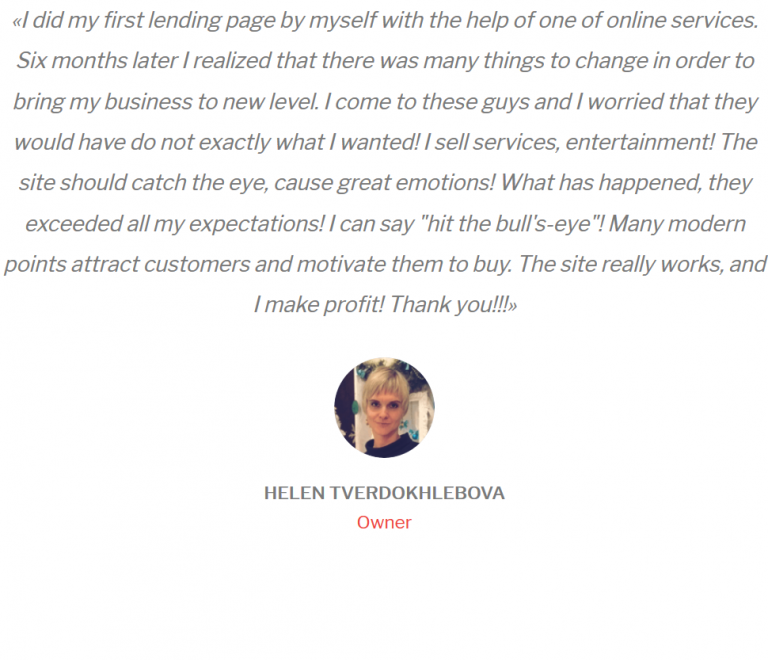 «I did my first lending page by myself with the help of one of online services.
Six months later I realized that there was many things to change in order to
bring my business to new level. I come to these guys and I worried that they
would have do not exactly what I wanted! I sell services, entertainment! The
site should catch the eye, cause great emotions! What has happened, they
exceeded all my expectations! I can say "hit the bull's-eye"! Many modern
points attract customers and motivate them to buy. The site really works, and
I make profit! Thank you!!!»
HELEN TVERDOKHLEBOVA
Owner